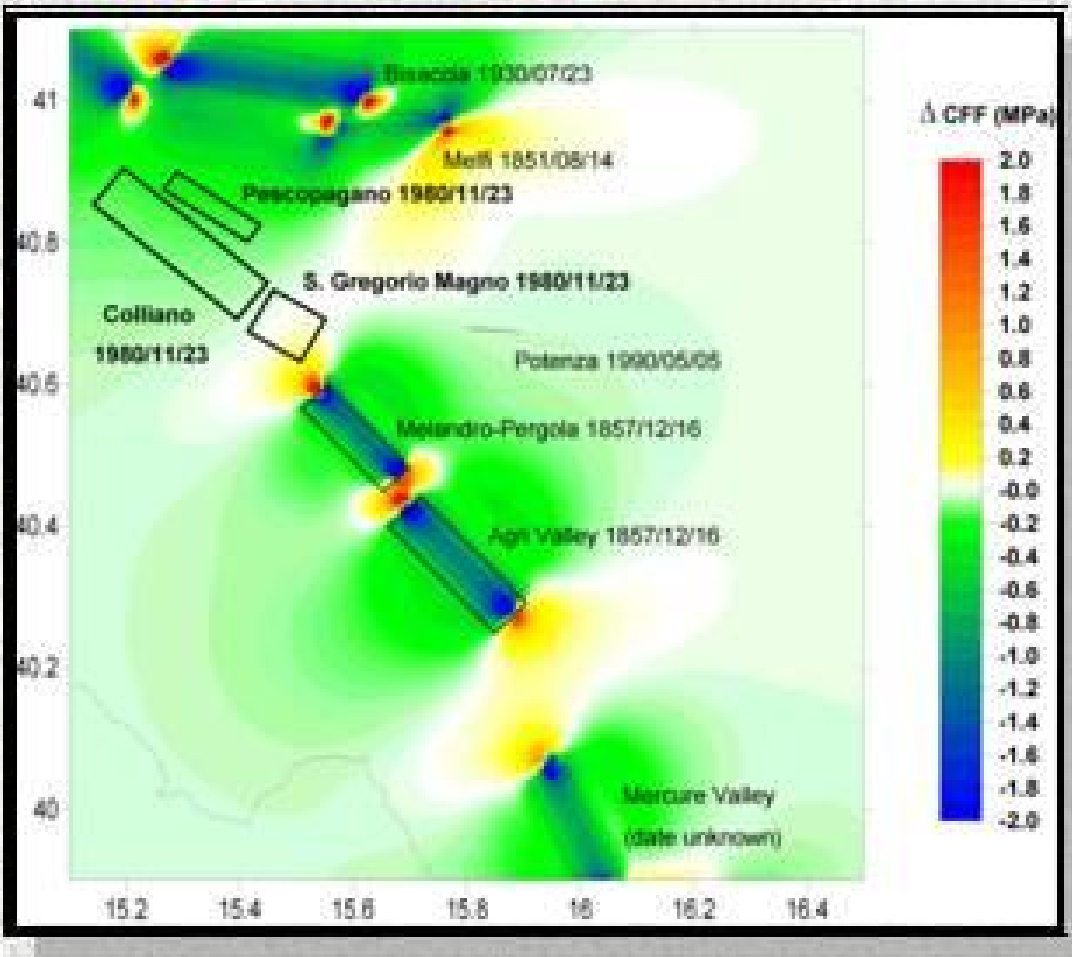 Bisaccia 1930/07/23
41
Δ CFF (MPa)
Melfi 1851/08/14
2.0
Pescopagano 1980/11/23
1.8
1.6
40.8
1.4
S. Gregorio Magno 1980/11/23
1.2
Colliano
1.0
1980/11/23
Potenza 1990/05/05
0.8
40.6
0.6
Melandro-Pergola 1857/12/16
0.4
0.2
-0.0
40.4
-0.2
Agri Valley 1857/12/16
-0.4
-0.6
-0.8
40.2
-1.0
-1.2
-1.4
-1.6
Mercure Valley
-1.8
40
-2.0
(date unknown)
15.2 15.4 15.6 15.8 16 16.2 16.4